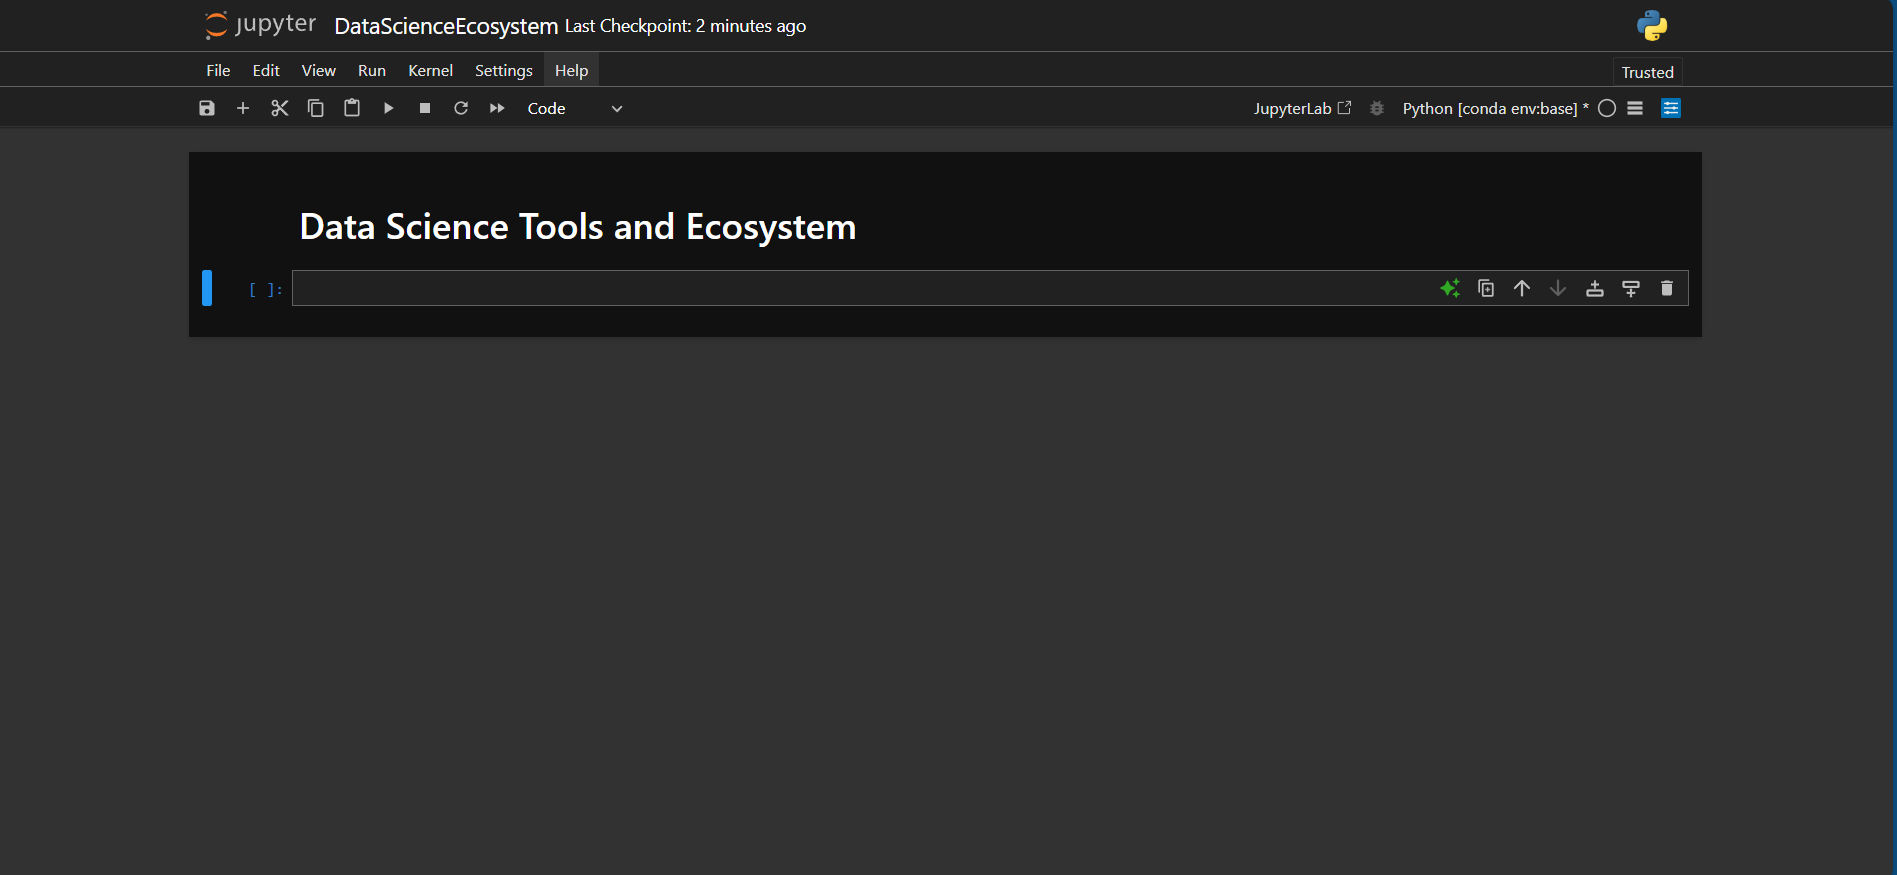 jupyter DataScienceEcosystem Last Checkpoint: 2 minutes ago
File Edit View Run Kernel Settings Help Trusted
Code JupyterLab Python [conda env:base] *
Data Science Tools and Ecosystem
[ ]: